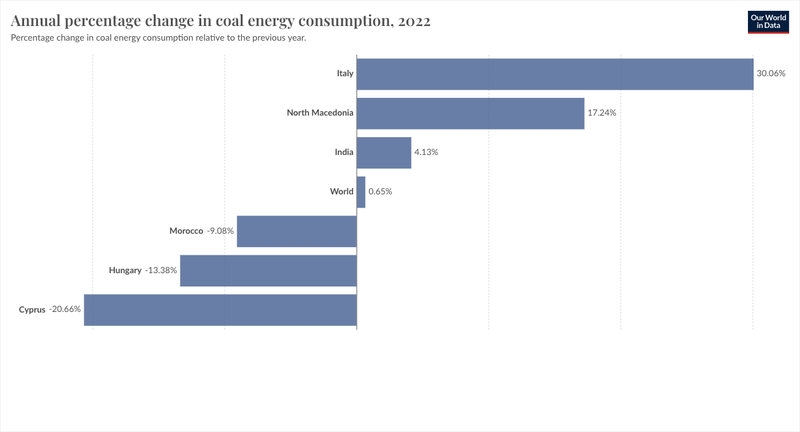 Annual percentage change in coal energy consumption, 2022
Percentage change in coal energy consumption relative to the previous year.
Our World
in Data
Italy 30.06%
North Macedonia 17.24%
India 4.13%
World 0.65%
Morocco -9.08%
Hungary -13.38%
Cyprus -20.66%